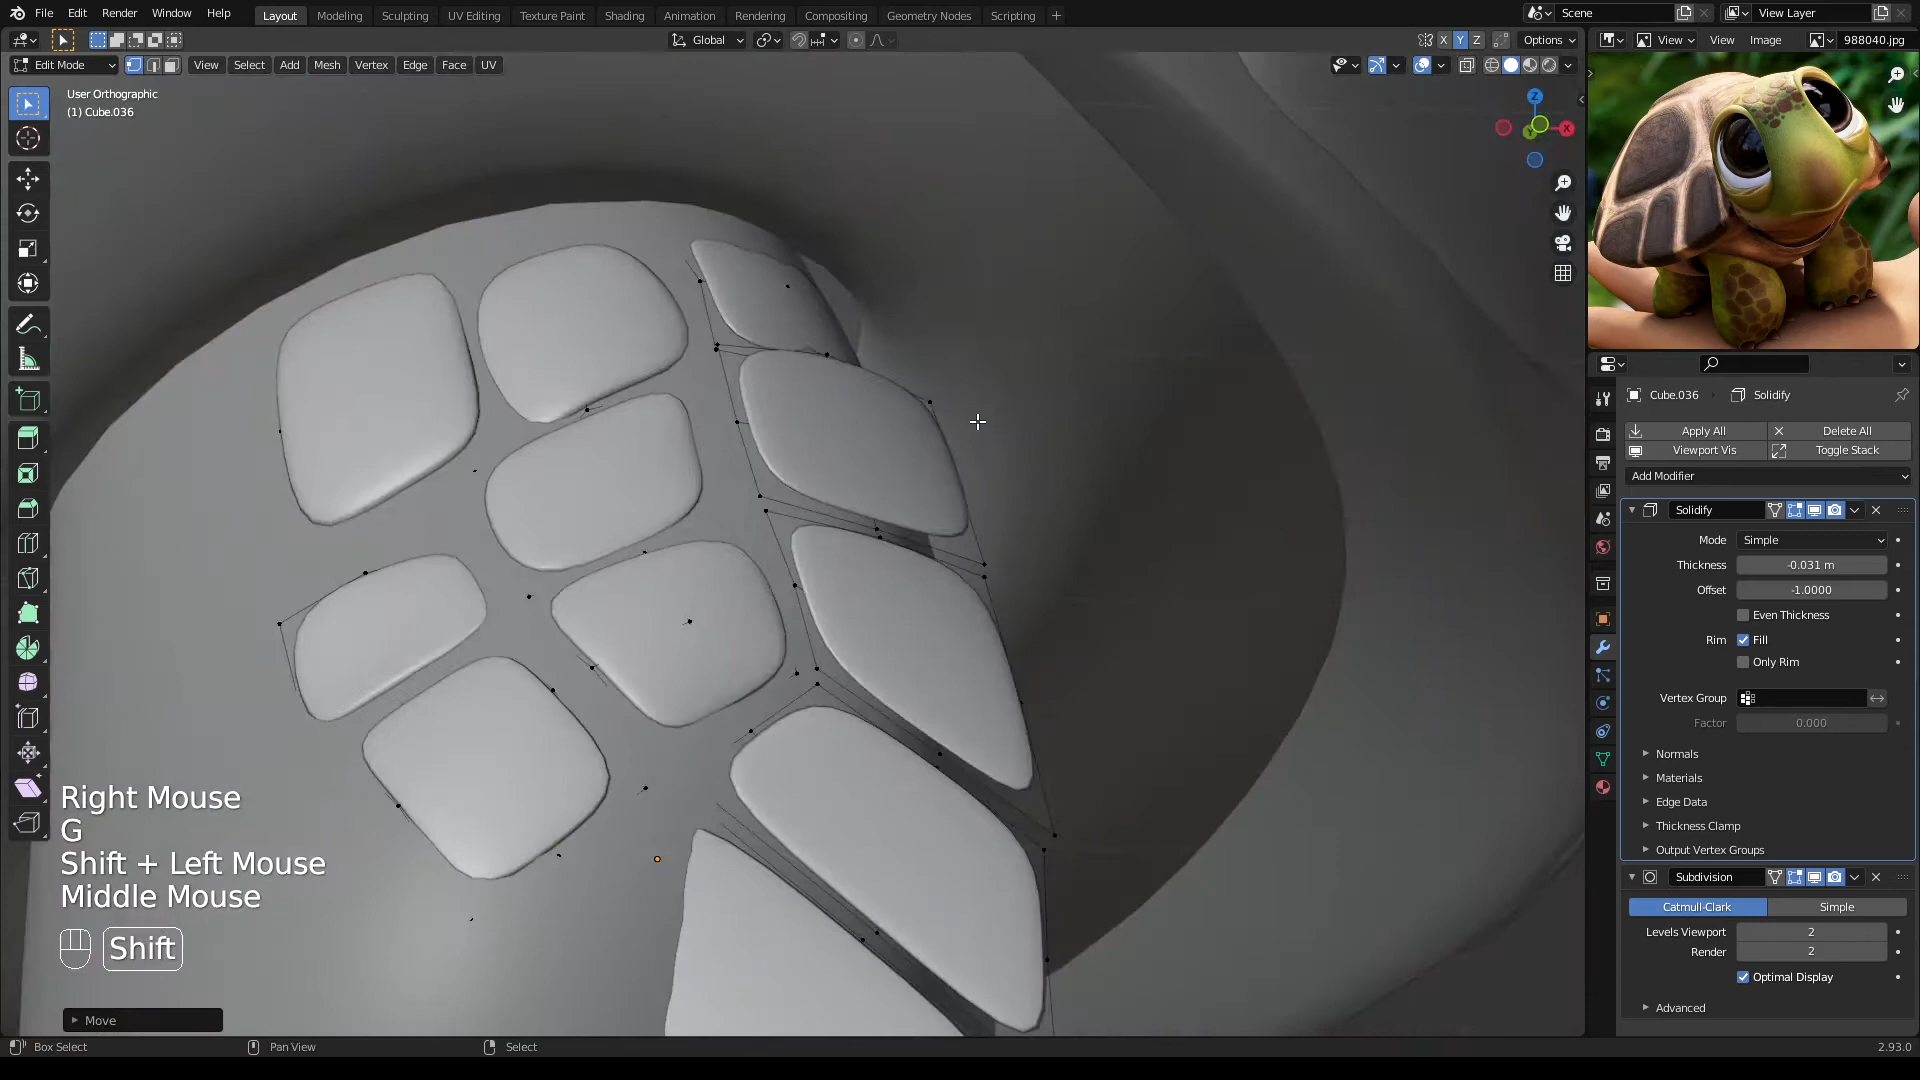 File Edit Render Window Help
Layout Modeling Sculpting UV Editing Texture Paint Shading Animation Rendering Compositing Geometry Nodes Scripting +
Scene
View Layer
Global
X Y Z
Options
View View Image 988040.jpg
Edit Mode View Select Add Mesh Vertex Edge Face UV
User Orthographic
(1) Cube.036
Z
X
Y
Cube.036 Solidify
Apply All Delete All
Viewport Vis Toggle Stack
Add Modifier
Solidify
Mode Simple
Thickness -0.031 m
Offset -1.0000
Even Thickness
Rim Fill
Only Rim
Vertex Group
Factor 0.000
Normals
Materials
Edge Data
Thickness Clamp
Output Vertex Groups
Subdivision
Catmull-Clark Simple
Levels Viewport 2
Render 2
Optimal Display
Advanced
Right Mouse
G
Shift + Left Mouse
Middle Mouse
Shift
Move
Box Select Pan View Select 2.93.0